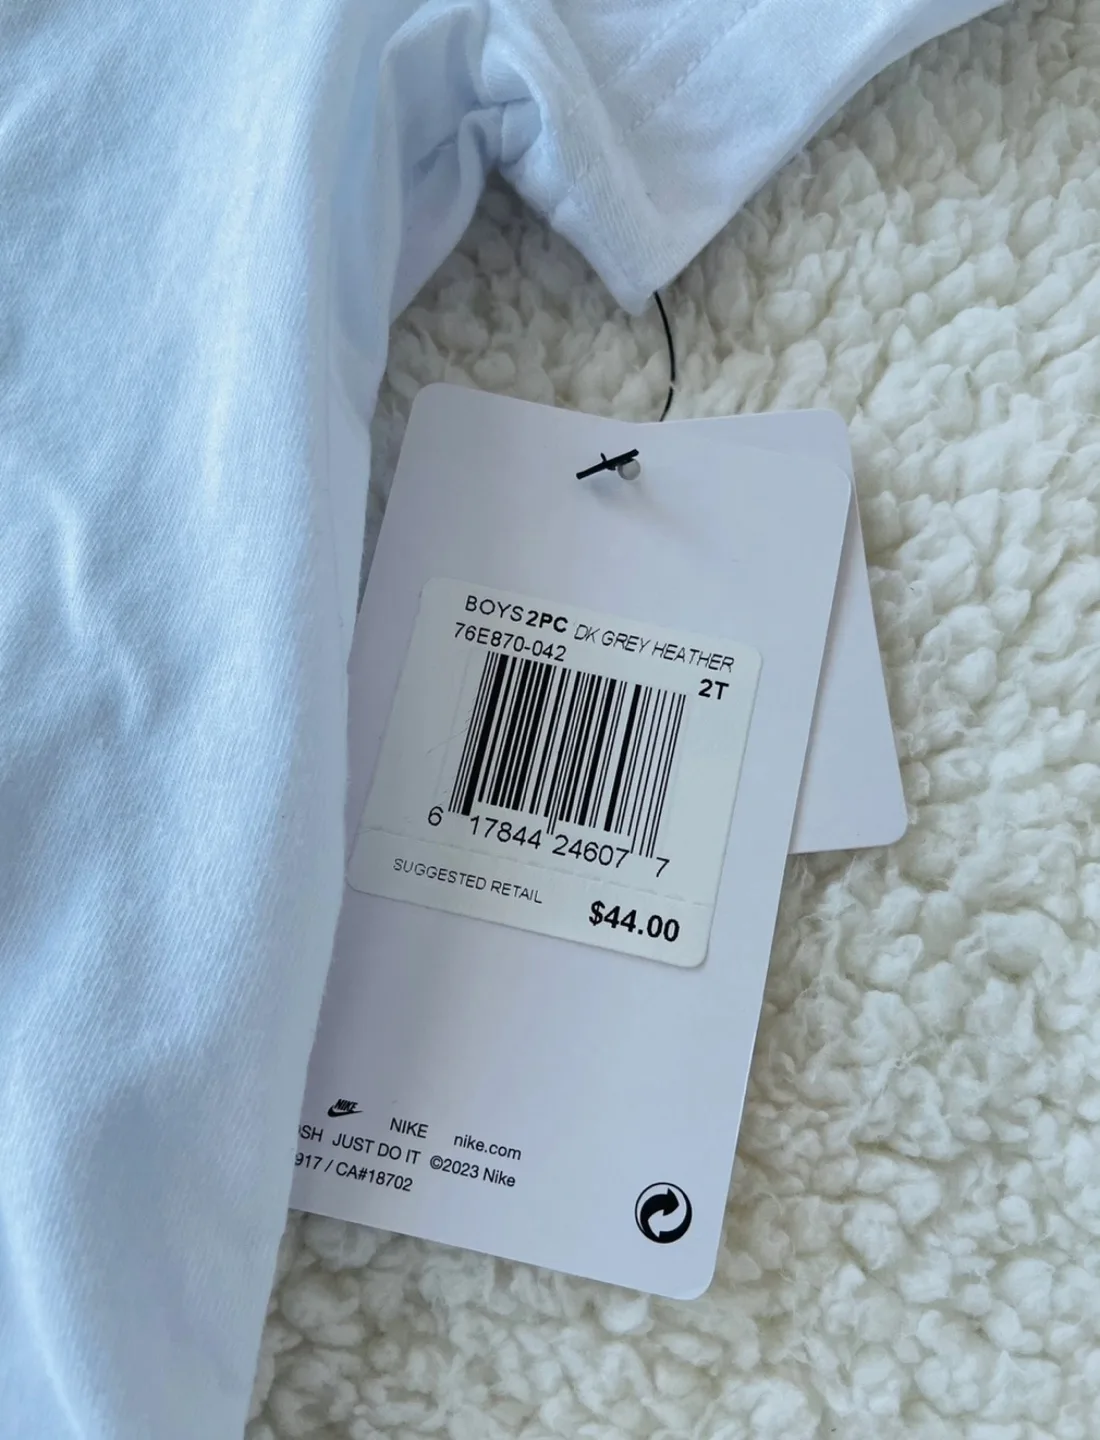 BOYS 2PC DK GREY HEATHER
76E870-042
2T
6 17844 24607 7
SUGGESTED RETAIL $44.00
NIKE
NIKE nike.com
JUST DO IT ©2023 Nike
917 / CA#18702